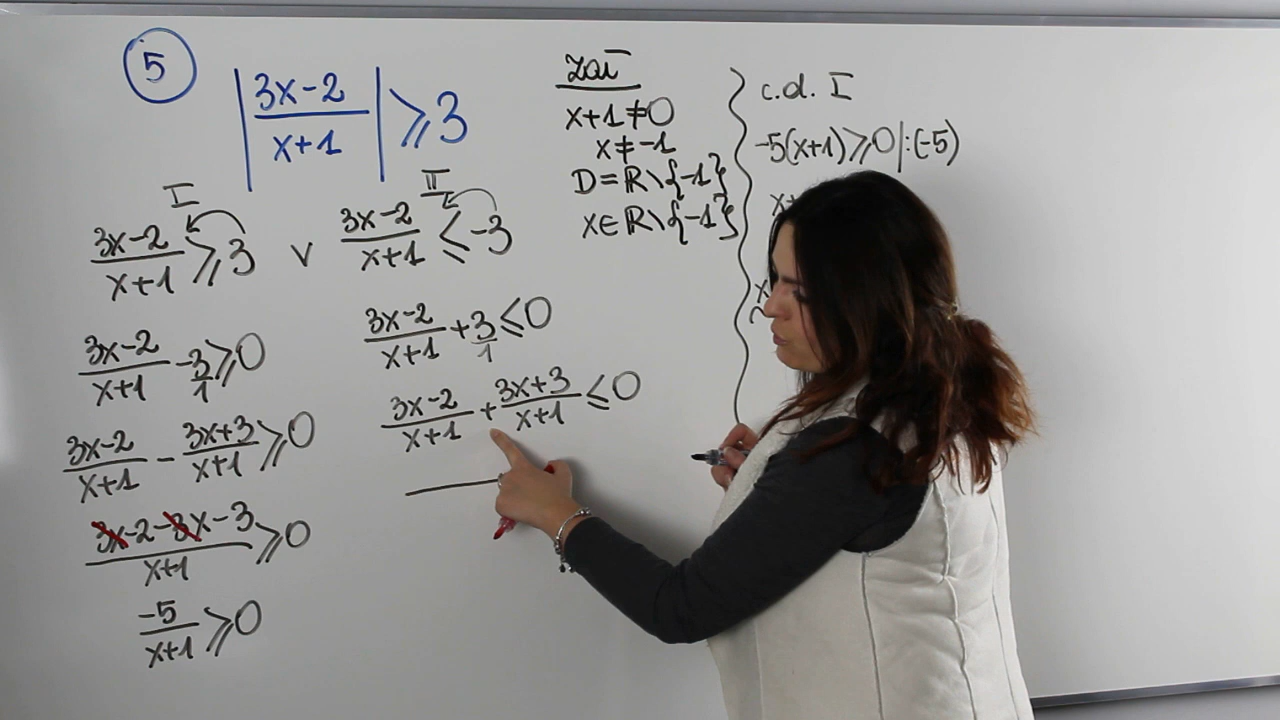 5
|3x-2 / x+1| ⩾ 3
Zał
x+1≠0
x≠-1
D=ℝ\{-1}
x∈ℝ\{-1}
I
3x-2 / x+1 ⩾ 3
v
II
3x-2 / x+1 ⩽ -3
3x-2 / x+1 - 3/1 ⩾ 0
3x-2 / x+1 - 3x+3 / x+1 ⩾ 0
3x-2-3x-3 / x+1 ⩾ 0
-5 / x+1 ⩾ 0
3x-2 / x+1 + 3/1 ⩽ 0
3x-2 / x+1 + 3x+3 / x+1 ⩽ 0
c.d. I
-5(x+1)⩾0|:(-5)